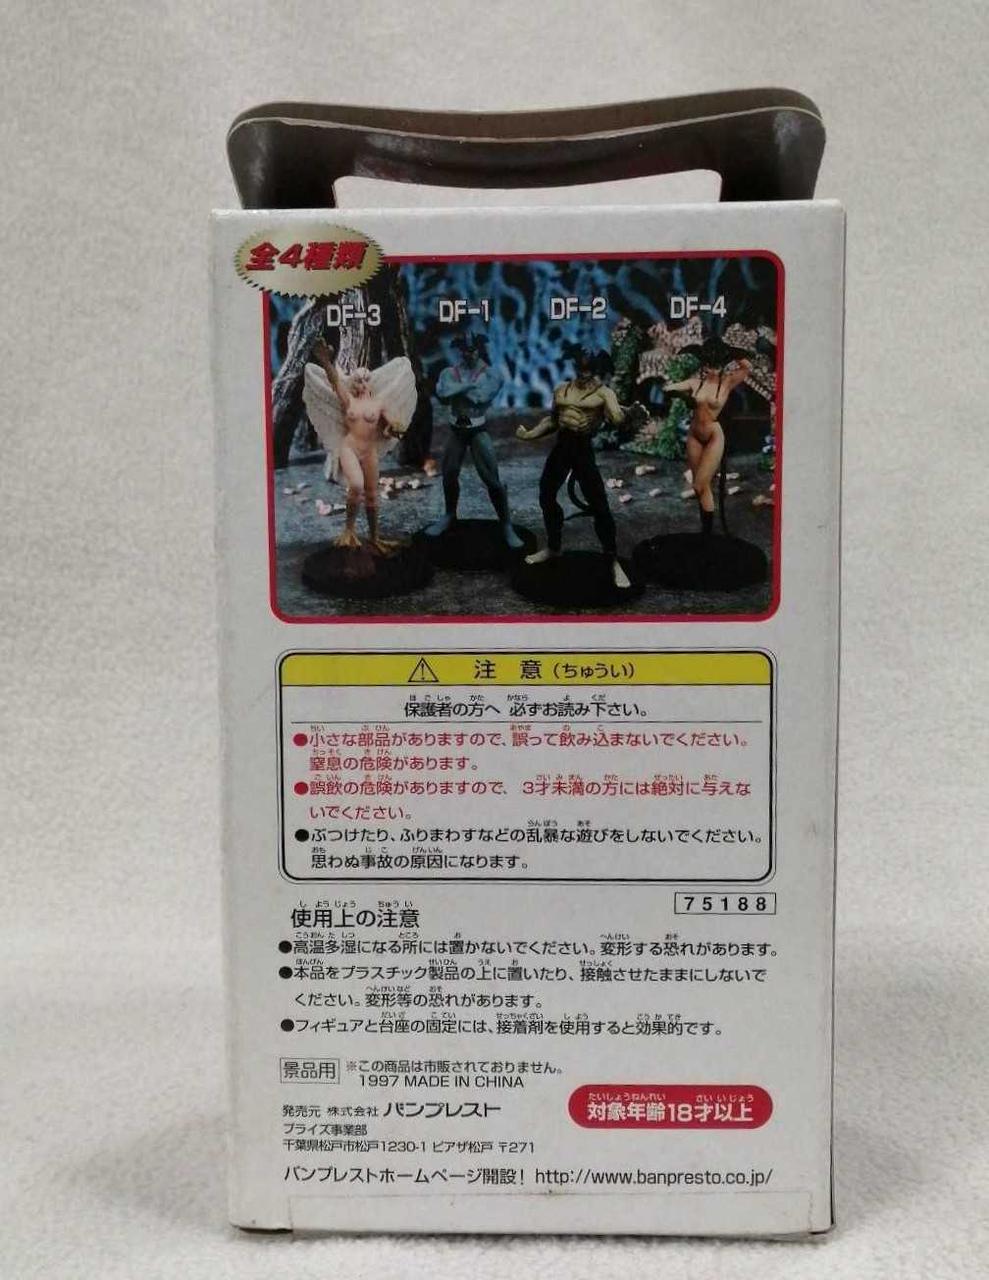 全4種類
DF-3
DF-1
DF-2
DF-4
注 意(ちゅうい)
保護者の方へ 必ずお読み下さい。
●小さな部品がありますので、誤って飲み込まないでください。
窒息の危険があります。
●誤飲の危険がありますので、3才未満の方には絶対に与えな
いでください。
●ぶつけたり、ふりまわすなどの乱暴な遊びをしないでください。
思わぬ事故の原因になります。
75188
使用上の注意
●高温多湿になる所には置かないでください。変形する恐れがあります。
●本品をプラスチック製品の上に置いたり、接触させたままにしないで
ください。変形等の恐れがあります。
●フィギュアと台座の固定には、接着剤を使用すると効果的です。
景品用 ※この商品は市販されておりません。
1997 MADE IN CHINA
対象年齢18才以上
発売元 株式会社 バンプレスト
プライズ事業部
千葉県松戸市松戸1230-1 ピアザ松戸 〒271
バンプレストホームページ開設! http://www.banpresto.co.jp/